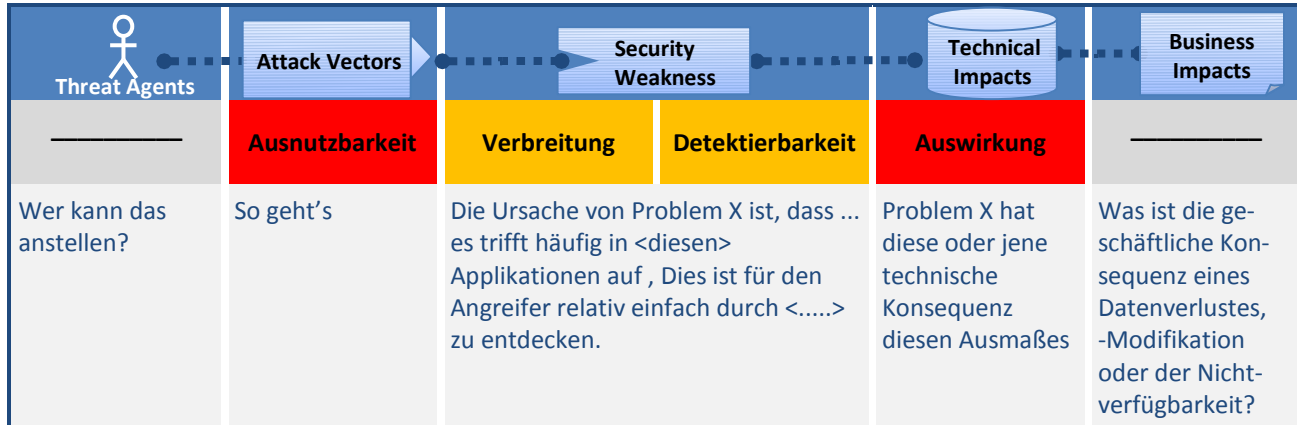 Threat Agents
Attack Vectors
Security
Weakness
Technical
Impacts
Business
Impacts
Ausnutzbarkeit
Verbreitung
Detektierbarkeit
Auswirkung
Wer kann das
anstellen?
So geht’s
Die Ursache von Problem X ist, dass ...
es trifft häufig in <diesen>
Applikationen auf , Dies ist für den
Angreifer relativ einfach durch <.....>
zu entdecken.
Problem X hat
diese oder jene
technische
Konsequenz
diesen Ausmaßes
Was ist die ge-
schäftliche Kon-
sequenz eines
Datenverlustes,
-Modifikation
oder der Nicht-
verfügbarkeit?